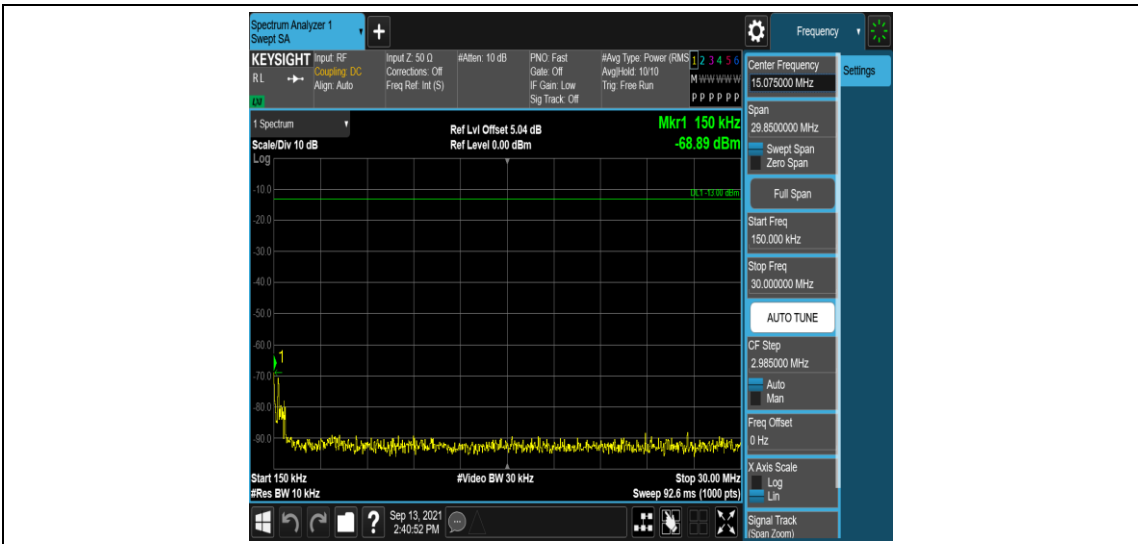 Spectrum Analyzer 1
Swept SA
+
Frequency
KEYSIGHT
RL
LXI
Input: RF
Coupling: DC
Align: Auto
Input Z: 50 Ω
Corrections: Off
Freq Ref: Int (S)
#Atten: 10 dB
PNO: Fast
Gate: Off
IF Gain: Low
Sig Track: Off
#Avg Type: Power (RMS
Avg|Hold: 10/10
Trig: Free Run
1 2 3 4 5 6
M W W W W W
P P P P P P
Center Frequency
15.075000 MHz
Settings
Span
29.8500000 MHz
Swept Span
Zero Span
Full Span
Start Freq
150.000 kHz
Stop Freq
30.000000 MHz
AUTO TUNE
CF Step
2.985000 MHz
Auto
Man
Freq Offset
0 Hz
X Axis Scale
Log
Lin
Signal Track
(Span Zoom)
1 Spectrum
Scale/Div 10 dB
Log
Ref Lvl Offset 5.04 dB
Ref Level 0.00 dBm
Mkr1 150 kHz
-68.89 dBm
DL1 -13.00 dBm
-10.0
-20.0
-30.0
-40.0
-50.0
-60.0
-70.0
-80.0
-90.0
1
Start 150 kHz
#Res BW 10 kHz
#Video BW 30 kHz
Stop 30.00 MHz
Sweep 92.6 ms (1000 pts)
?
Sep 13, 2021
2:40:52 PM